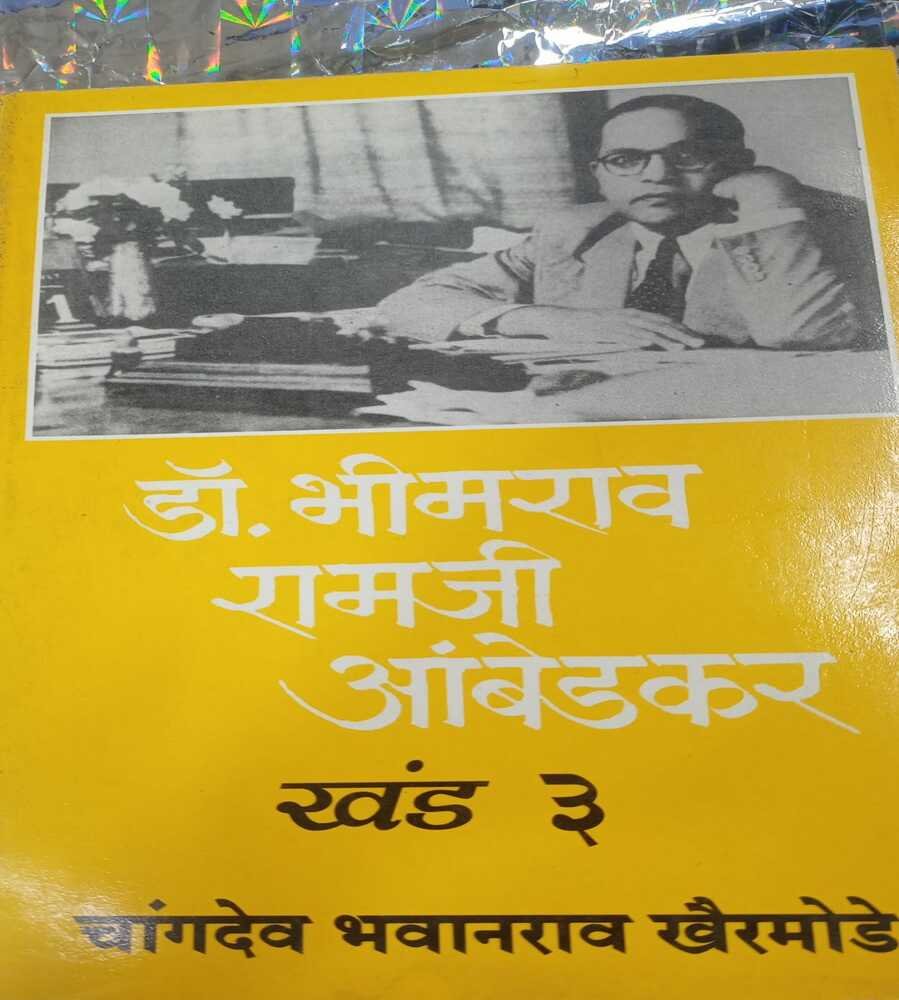 डॉ. भीमराव
रामजी
आंबेडकर
खंड ३
चांगदेव भवानराव खैरमोडे